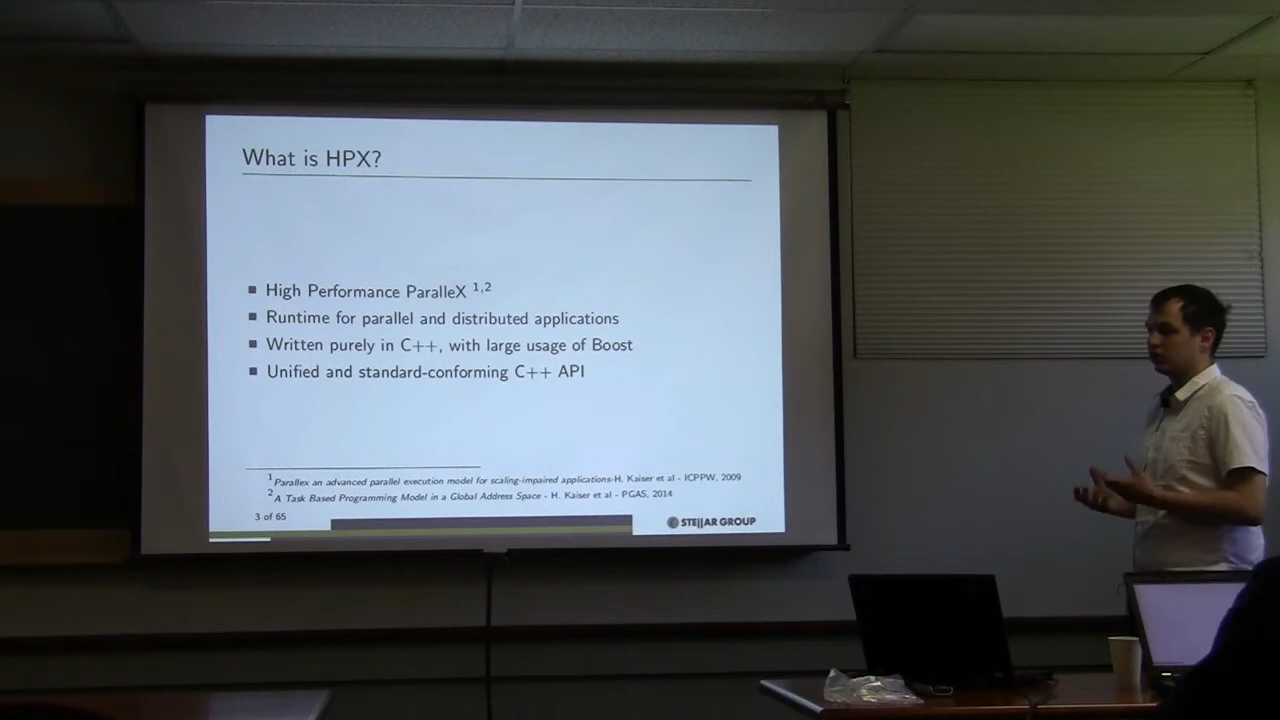 What is HPX?
■ High Performance ParalleX 1,2
■ Runtime for parallel and distributed applications
■ Written purely in C++, with large usage of Boost
■ Unified and standard-conforming C++ API
1 Parallex an advanced parallel execution model for scaling-impaired applications-H. Kaiser et al - ICPPW, 2009
2 A Task Based Programming Model in a Global Address Space - H. Kaiser et al - PGAS, 2014
3 of 65
STE||AR GROUP